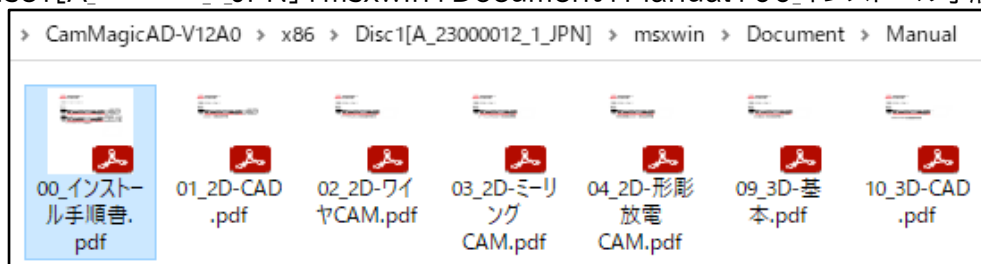 > CamMagicAD-V12A0 > x86 > Disc1[A_23000012_1_JPN] > msxwin > Document > Manual
00_インストー
ル手順書.
pdf
01_2D-CAD
.pdf
02_2D-ワイ
ヤCAM.pdf
03_2D-ミーリ
ング
CAM.pdf
04_2D-形彫
放電
CAM.pdf
09_3D-基
本.pdf
10_3D-CAD
.pdf